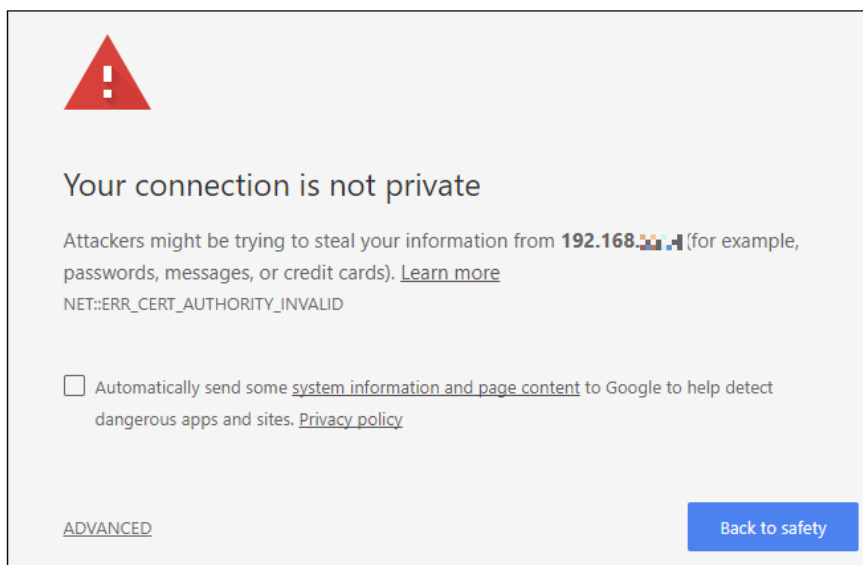 Your connection is not private
Attackers might be trying to steal your information from 192.168. (for example,
passwords, messages, or credit cards). Learn more
NET::ERR_CERT_AUTHORITY_INVALID
Automatically send some system information and page content to Google to help detect
dangerous apps and sites. Privacy policy
ADVANCED
Back to safety